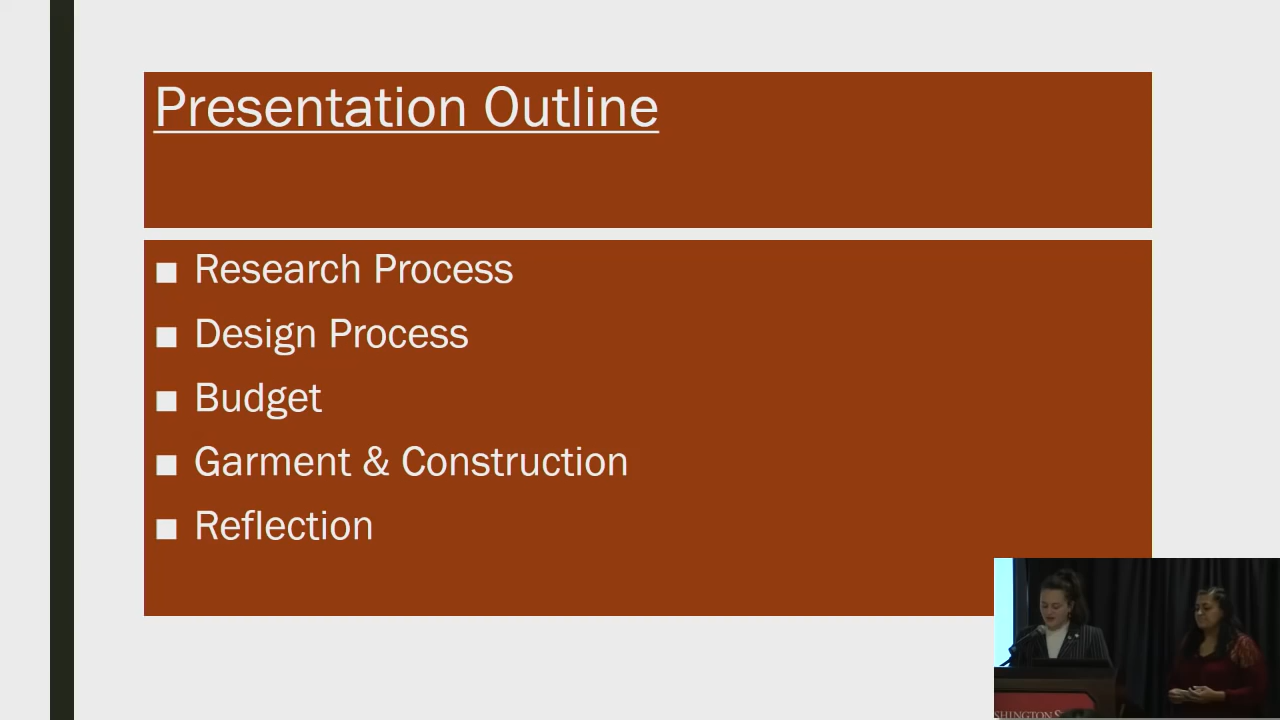 Presentation Outline
■ Research Process
■ Design Process
■ Budget
■ Garment & Construction
■ Reflection